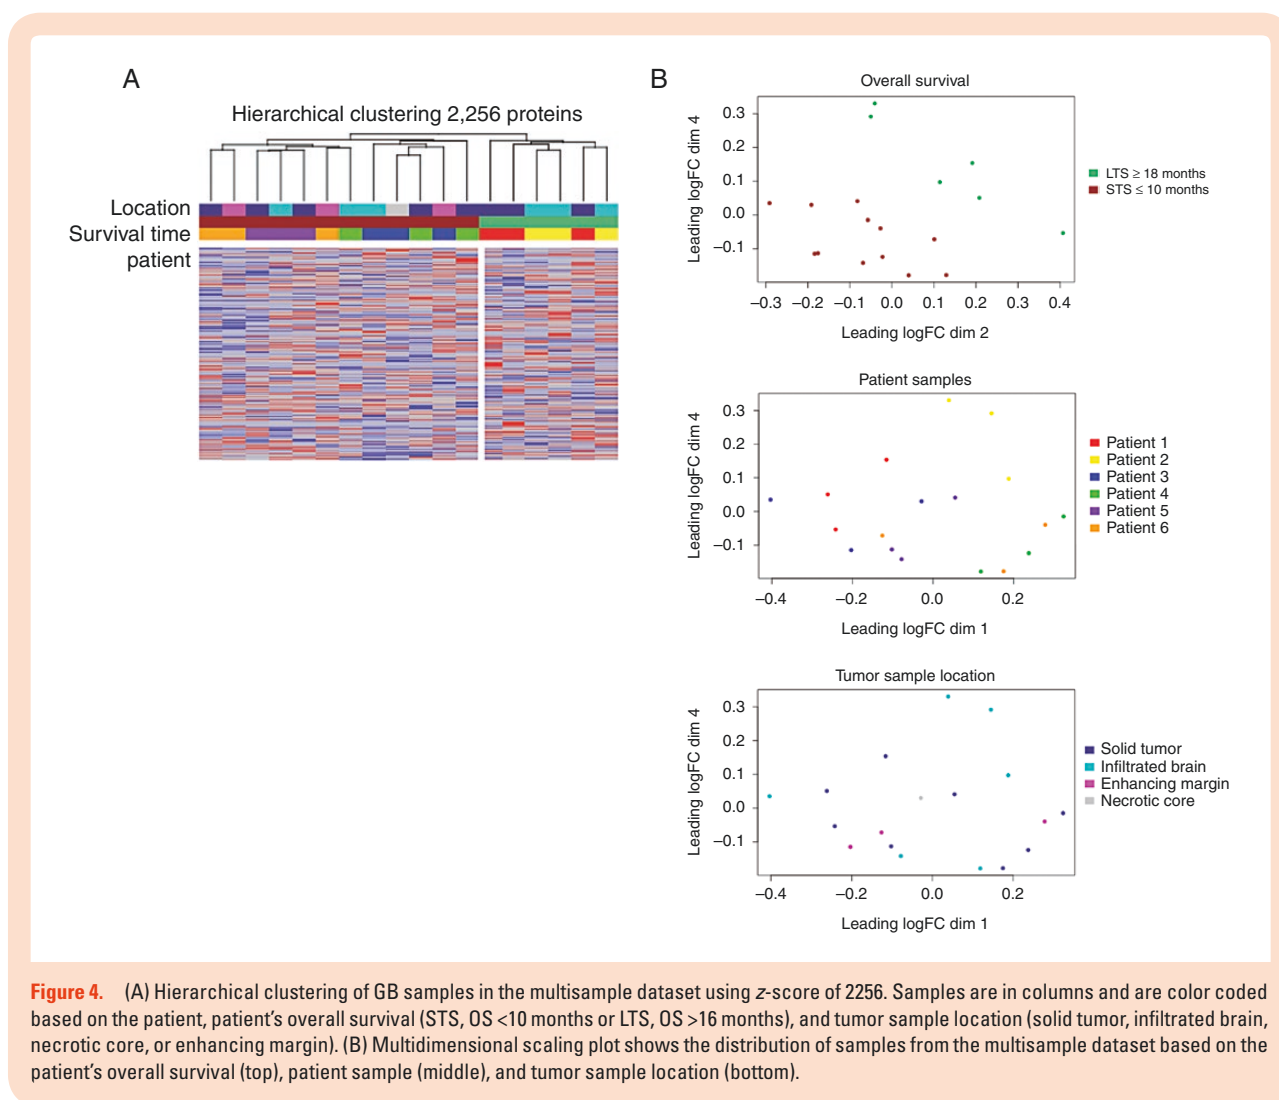 A
Hierarchical clustering 2,256 proteins
Location
Survival time
patient
B
Overall survival
Leading logFC dim 4
0.3
0.2
0.1
0.0
–0.1
–0.3 –0.2 –0.1 0.0 0.1 0.2 0.3 0.4
Leading logFC dim 2
LTS ≥ 18 months
STS ≤ 10 months
Patient samples
Leading logFC dim 4
0.3
0.2
0.1
0.0
–0.1
–0.4 –0.2 0.0 0.2
Leading logFC dim 1
Patient 1
Patient 2
Patient 3
Patient 4
Patient 5
Patient 6
Tumor sample location
Leading logFC dim 4
0.3
0.2
0.1
0.0
–0.1
–0.4 –0.2 0.0 0.2
Leading logFC dim 1
Solid tumor
Infiltrated brain
Enhancing margin
Necrotic core
Figure 4. (A) Hierarchical clustering of GB samples in the multisample dataset using z-score of 2256. Samples are in columns and are color coded
based on the patient, patient's overall survival (STS, OS <10 months or LTS, OS >16 months), and tumor sample location (solid tumor, infiltrated brain,
necrotic core, or enhancing margin). (B) Multidimensional scaling plot shows the distribution of samples from the multisample dataset based on the
patient's overall survival (top), patient sample (middle), and tumor sample location (bottom).